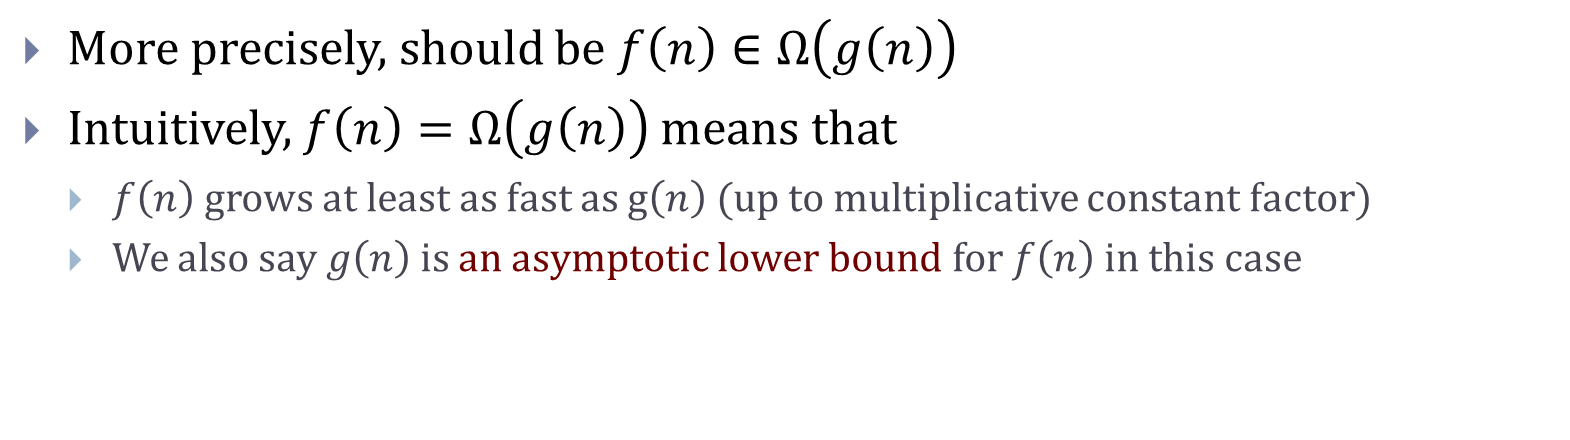 More precisely, should be f(n) ∈ Ω(g(n))
Intuitively, f(n) = Ω(g(n)) means that
f(n) grows at least as fast as g(n) (up to multiplicative constant factor)
We also say g(n) is an asymptotic lower bound for f(n) in this case